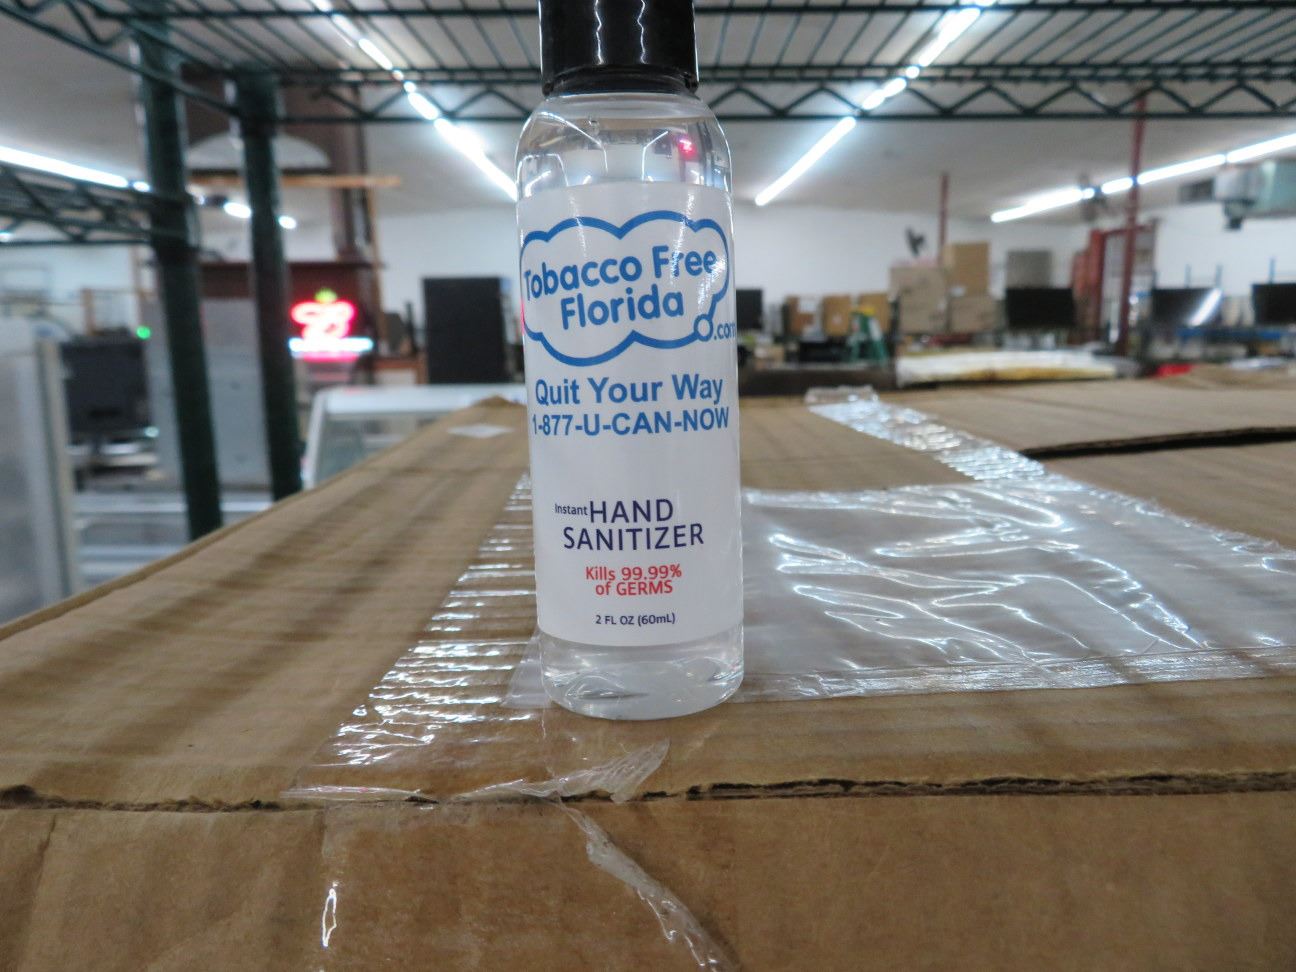 Tobacco Free
Florida
.com
Quit Your Way
1-877-U-CAN-NOW
Instant HAND
SANITIZER
Kills 99.99%
of GERMS
2 FL OZ (60mL)